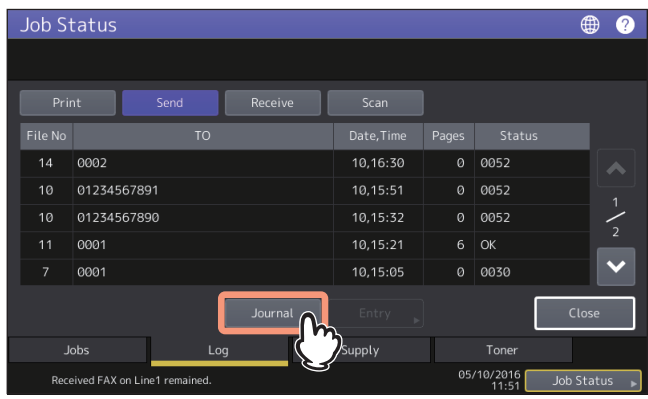 Job Status
?
Print Send Receive Scan
File No TO Date,Time Pages Status
14 0002 10,16:30 0 0052
10 01234567891 10,15:51 0 0052
10 01234567890 10,15:32 0 0052
11 0001 10,15:21 6 OK
7 0001 10,15:05 0 0030
1
2
Journal Entry Close
Jobs Log Supply Toner
Received FAX on Line1 remained.
05/10/2016
11:51
Job Status